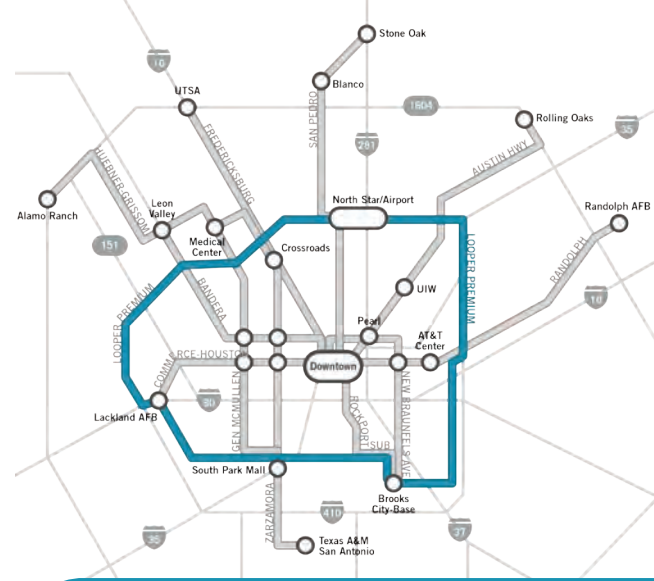 Stone Oak
10
UTSA
Blanco
SAN PEDRO
1604
Rolling Oaks
35
FREDERICKSBURG
281
AUSTIN HWY
HUEBNER-GRISSOM
Alamo Ranch
Leon
Valley
North Star/Airport
Randolph AFB
151
Medical
Center
Crossroads
LOOPER PREMIUM
RANDOLPH
BANDERA
UIW
10
LOOPER PREMIUM
Pearl
AT&T
Center
COMMERCE-HOUSTON
Downtown
GEN MCMULLEN
ROCKPORT
NEW BRAUNFELS AVE
Lackland AFB
90
SUB
South Park Mall
ZARZAMORA
Brooks
City-Base
410
35
37
Texas A&M
San Antonio